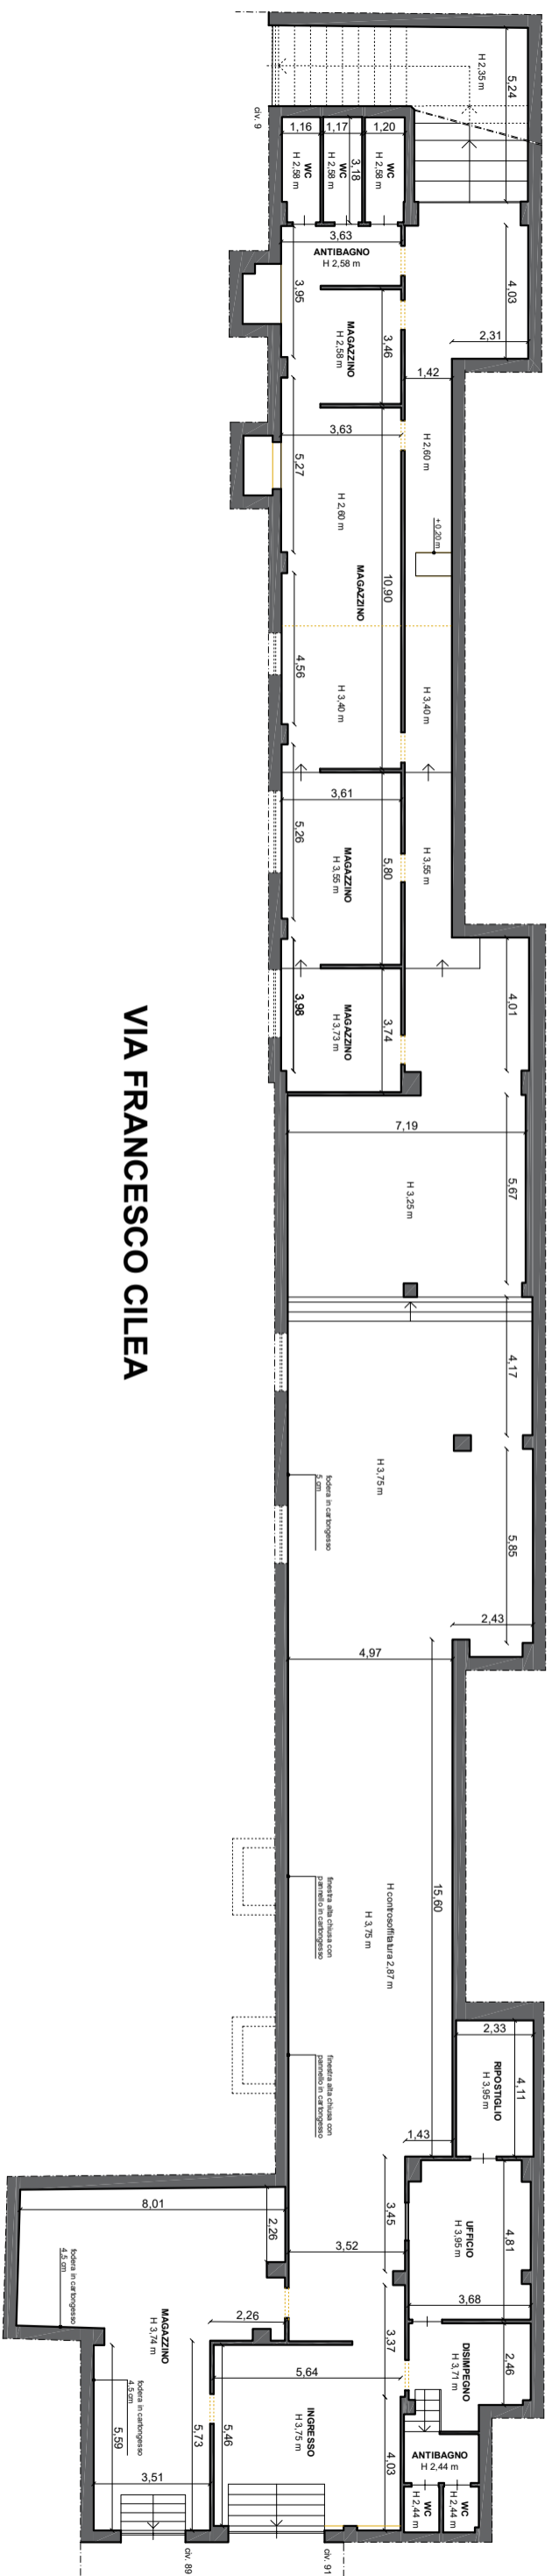 H 2,35 m
5,24
civ. 9
1,16
1,17
1,20
3,18
WC
H 2,58 m
WC
H 2,58 m
WC
H 2,58 m
3,63
ANTIBAGNO
H 2,58 m
4,03
2,31
3,95
MAGAZZINO
H 2,58 m
3,46
1,42
3,63
H 2,60 m
5,27
H 2,60 m
+0,20 m
MAGAZZINO
10,90
4,56
H 3,40 m
H 3,40 m
3,61
5,26
MAGAZZINO
H 3,55 m
5,80
H 3,55 m
3,98
MAGAZZINO
H 3,73 m
3,74
4,01
VIA FRANCESCO CILEA
7,19
H 3,25 m
5,67
4,17
H 3,75 m
fodera in cartongesso
5 cm
5,85
2,43
4,97
15,60
finestra alta chiusa con
pannello in cartongesso
H controsoffittatura 2,87 m
H 3,75 m
finestra alta chiusa con
pannello in cartongesso
2,33
RIPOSTIGLIO
H 3,95 m
4,11
1,43
8,01
2,26
3,45
3,52
UFFICIO
H 3,95 m
4,81
3,68
fodera in cartongesso
4,5 cm
MAGAZZINO
H 3,74 m
2,26
3,37
DISIMPEGNO
H 3,71 m
2,46
5,64
fodera in cartongesso
4,5 cm
5,59
5,73
5,46
INGRESSO
H 3,75 m
4,03
ANTIBAGNO
H 2,44 m
3,51
WC
H 2,44 m
WC
H 2,44 m
civ. 89
civ. 91